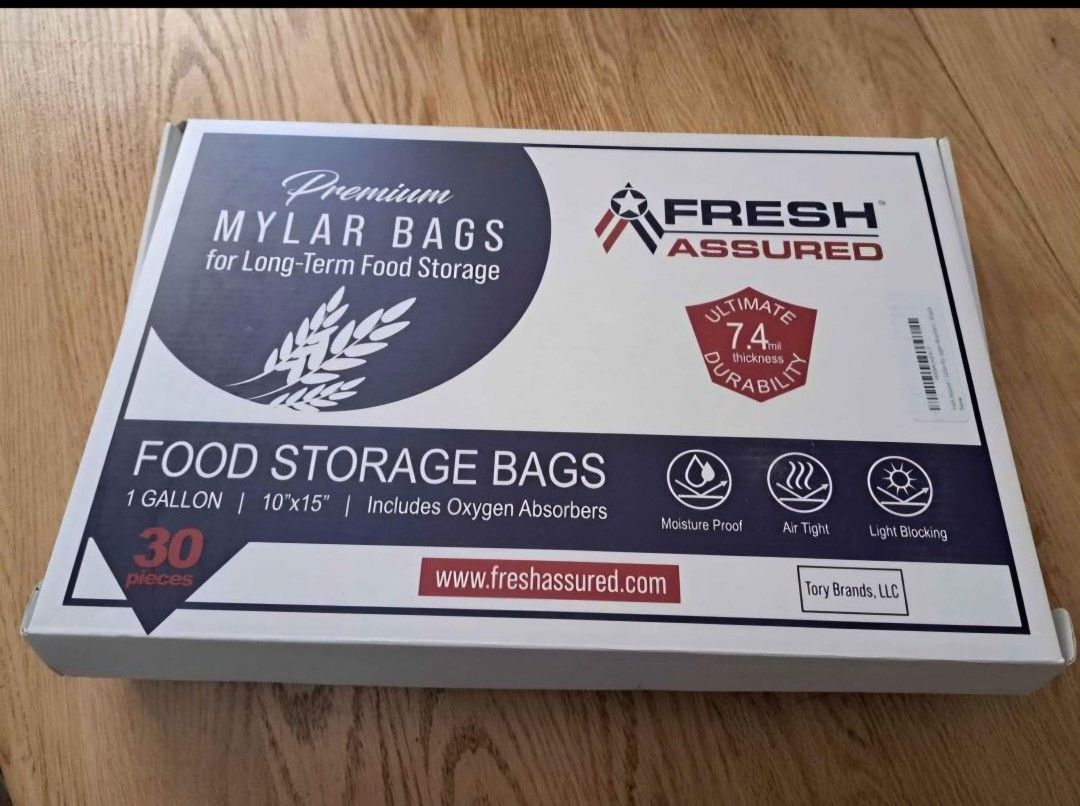 Premium
MYLAR BAGS
for Long-Term Food Storage
FRESH®
ASSURED
ULTIMATE
7.4 mil
thickness
DURABILITY
FOOD STORAGE BAGS
1 GALLON | 10"x15" | Includes Oxygen Absorbers
30
pieces
Moisture Proof
Air Tight
Light Blocking
www.freshassured.com
Tory Brands, LLC